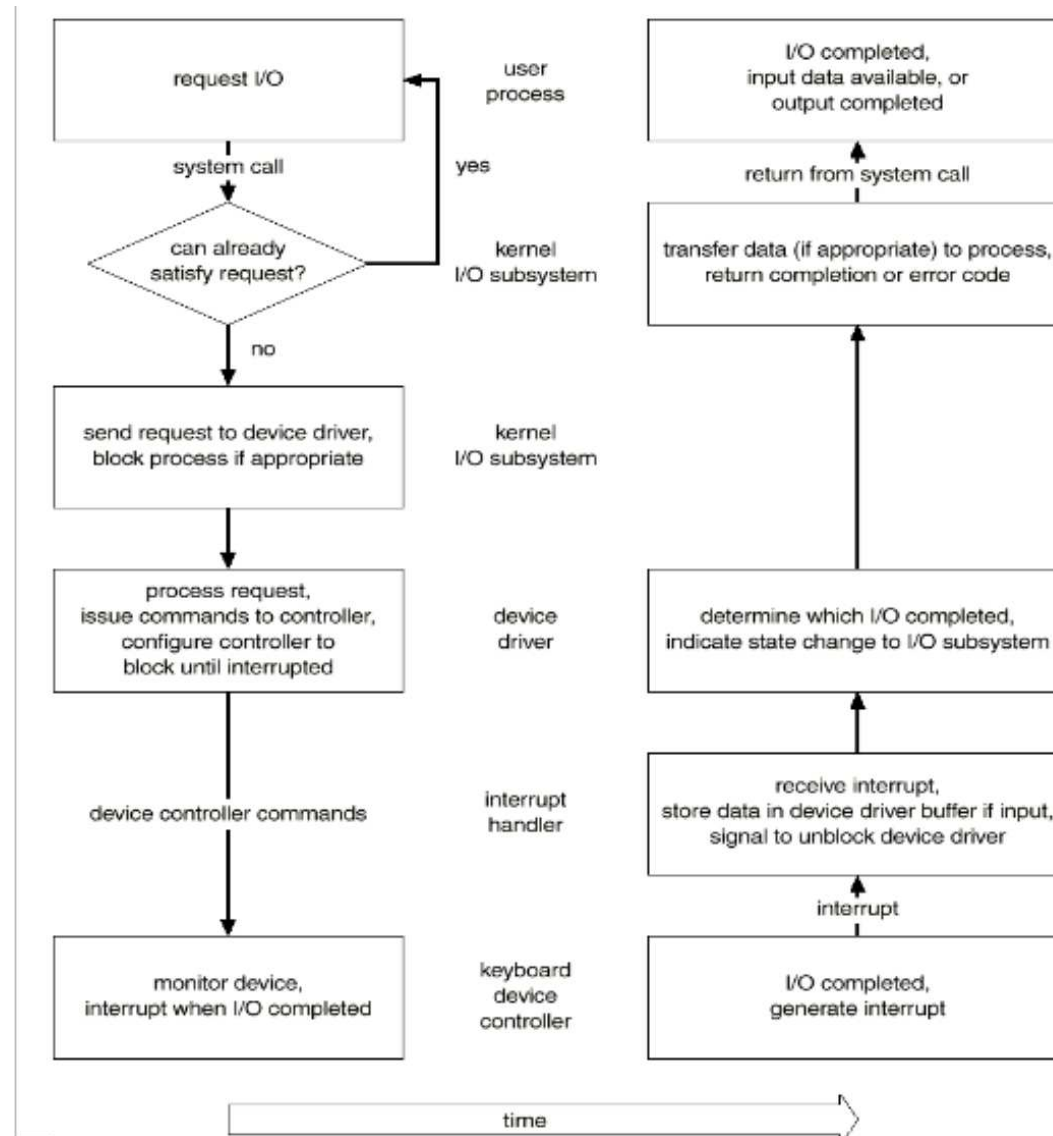 request I/O
user
process
I/O completed,
input data available, or
output completed
system call
yes
return from system call
can already
satisfy request?
kernel
I/O subsystem
transfer data (if appropriate) to process,
return completion or error code
no
send request to device driver,
block process if appropriate
kernel
I/O subsystem
process request,
issue commands to controller,
configure controller to
block until interrupted
device
driver
determine which I/O completed,
indicate state change to I/O subsystem
device controller commands
interrupt
handler
receive interrupt,
store data in device driver buffer if input,
signal to unblock device driver
interrupt
monitor device,
interrupt when I/O completed
keyboard
device
controller
I/O completed,
generate interrupt
time